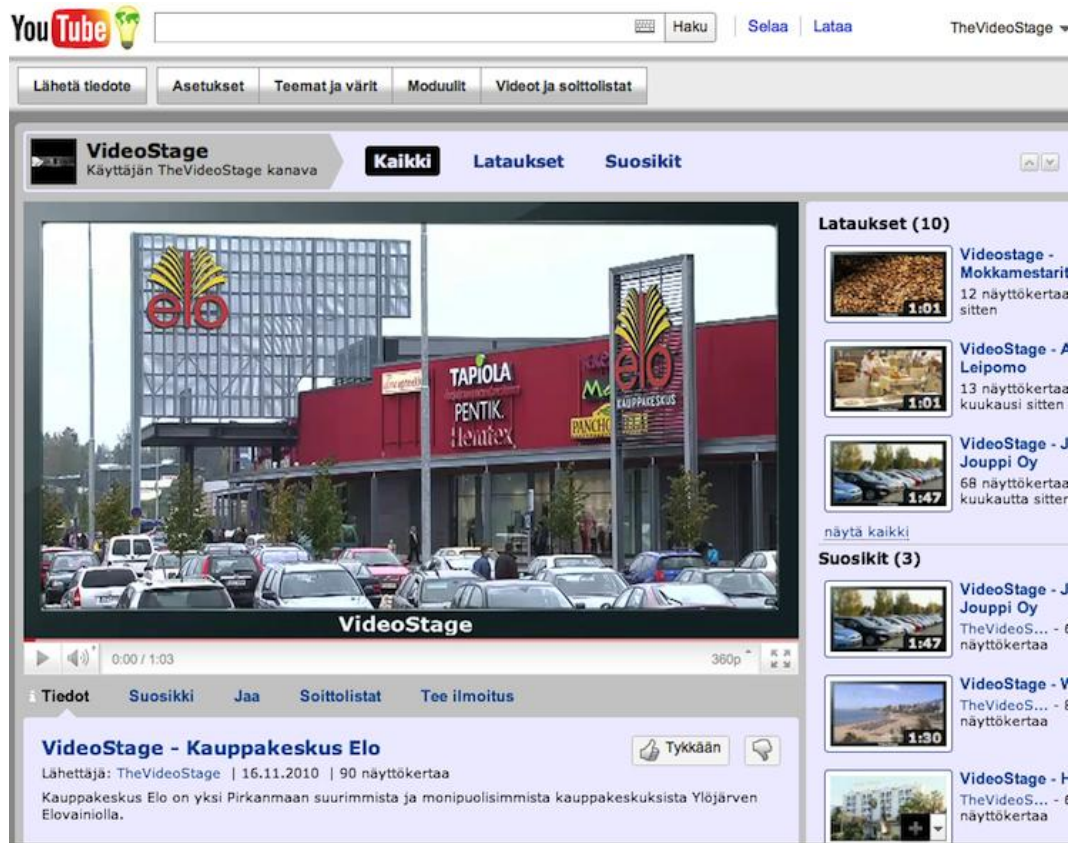 YouTube
Haku
Selaa
Lataa
TheVideoStage
Lähetä tiedote
Asetukset
Teemat ja värit
Moduulit
Videot ja soittolistat
VideoStage
Käyttäjän TheVideoStage kanava
Kaikki
Lataukset
Suosikit
elo
TAPIOLA
PENTIK.
Hemtex
elo
KAUPPAKESKUS
VideoStage
0:00 / 1:03
360p
Tiedot
Suosikki
Jaa
Soittolistat
Tee ilmoitus
VideoStage - Kauppakeskus Elo
Tykkään
Lähettäjä: TheVideoStage | 16.11.2010 | 90 näyttökertaa
Kauppakeskus Elo on yksi Pirkanmaan suurimmista ja monipuolisimmista kauppakeskuksista Ylöjärven
Elovainiolla.
Lataukset (10)
1:01
Videostage -
Mokkamestarit
12 näyttökertaa
sitten
1:01
VideoStage - A
Leipomo
13 näyttökertaa
kuukausi sitten
1:47
VideoStage - J
Jouppi Oy
68 näyttökertaa
kuukautta sitten
näytä kaikki
Suosikit (3)
1:47
VideoStage - J
Jouppi Oy
TheVideoS... - 6
näyttökertaa
1:30
VideoStage - W
TheVideoS... - 8
näyttökertaa
VideoStage - H
TheVideoS... - 6
näyttökertaa